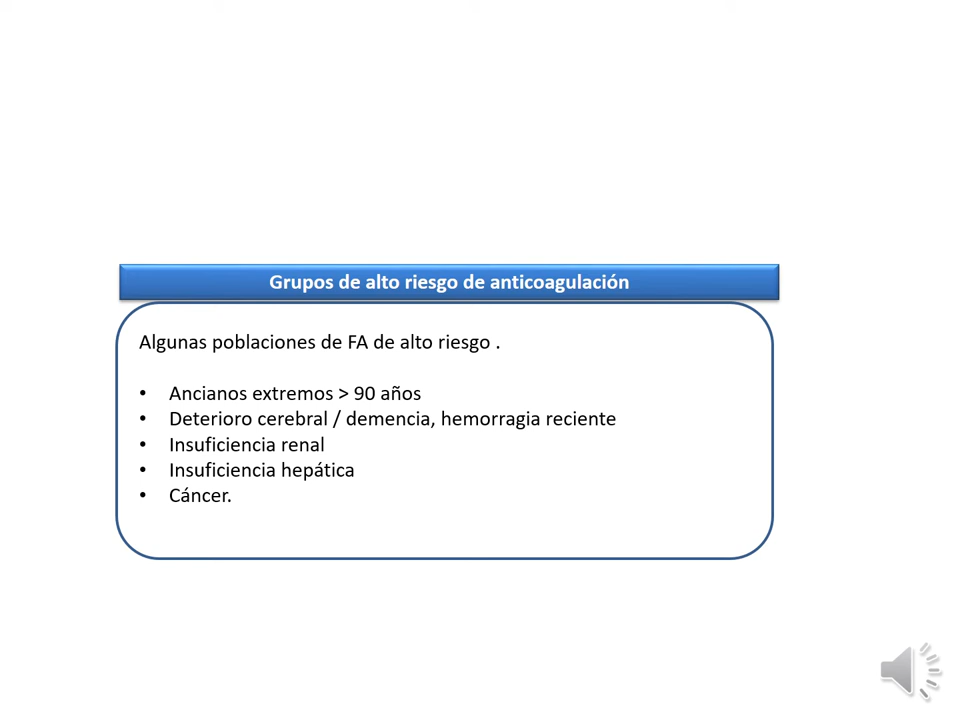 Grupos de alto riesgo de anticoagulación
Algunas poblaciones de FA de alto riesgo .
• Ancianos extremos > 90 años
• Deterioro cerebral / demencia, hemorragia reciente
• Insuficiencia renal
• Insuficiencia hepática
• Cáncer.